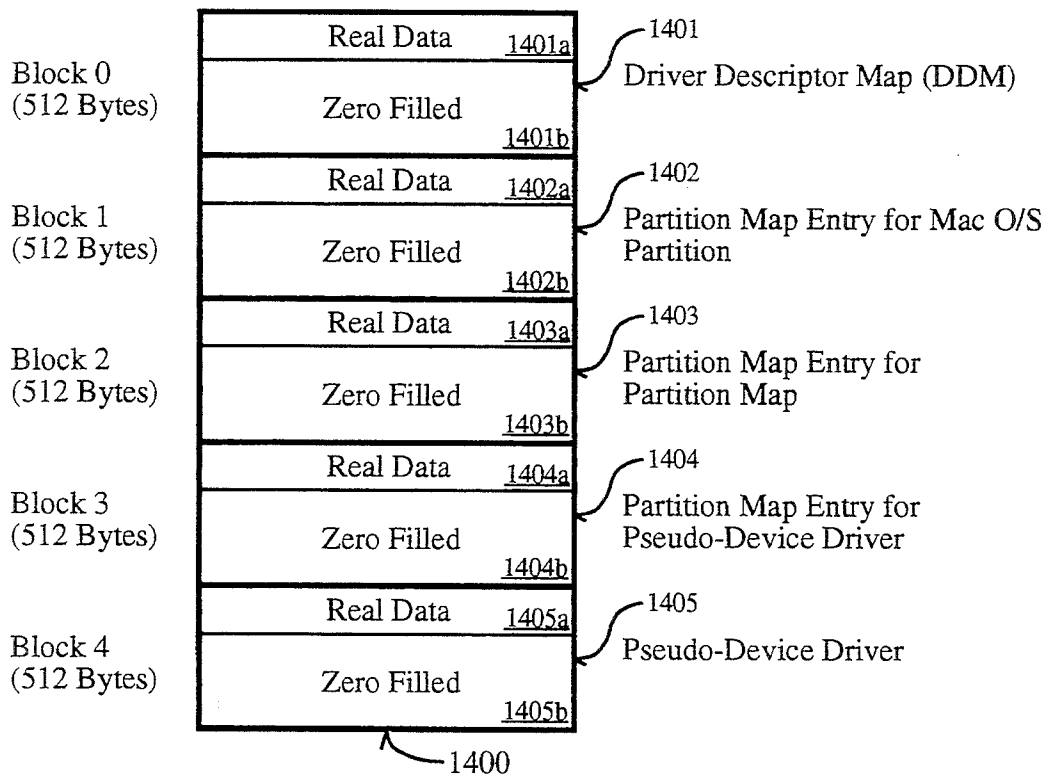 Block 0
(512 Bytes)
Real Data 1401a
Zero Filled
1401b
1401
Driver Descriptor Map (DDM)
Block 1
(512 Bytes)
Real Data 1402a
Zero Filled
1402b
1402
Partition Map Entry for Mac O/S
Partition
Block 2
(512 Bytes)
Real Data 1403a
Zero Filled
1403b
1403
Partition Map Entry for
Partition Map
Block 3
(512 Bytes)
Real Data 1404a
Zero Filled
1404b
1404
Partition Map Entry for
Pseudo-Device Driver
Block 4
(512 Bytes)
Real Data 1405a
Zero Filled
1405b
1405
Pseudo-Device Driver
1400